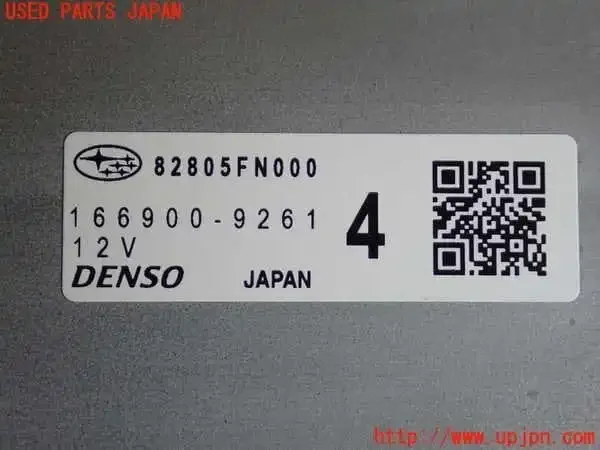 USED PARTS JAPAN
82805FN000
166900-9261
4
12V
DENSO JAPAN
http://www.upjpn.com/